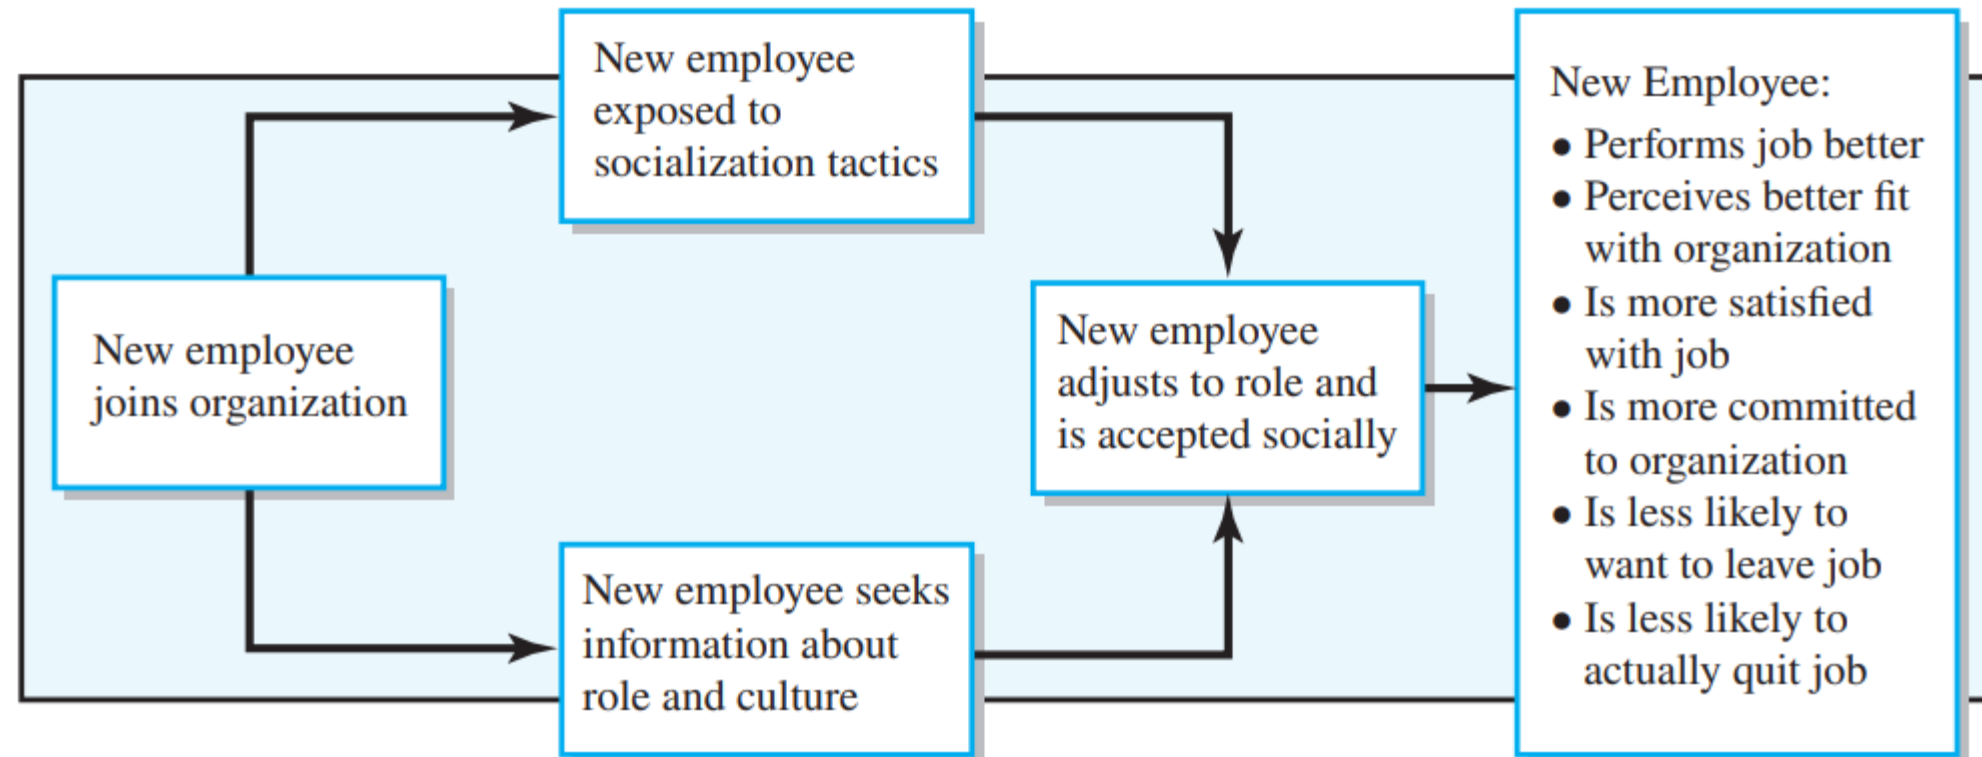 New employee
exposed to
socialization tactics
New employee
joins organization
New employee seeks
information about
role and culture
New employee
adjusts to role and
is accepted socially
New Employee:
● Performs job better
● Perceives better fit
with organization
● Is more satisfied
with job
● Is more committed
to organization
● Is less likely to
want to leave job
● Is less likely to
actually quit job